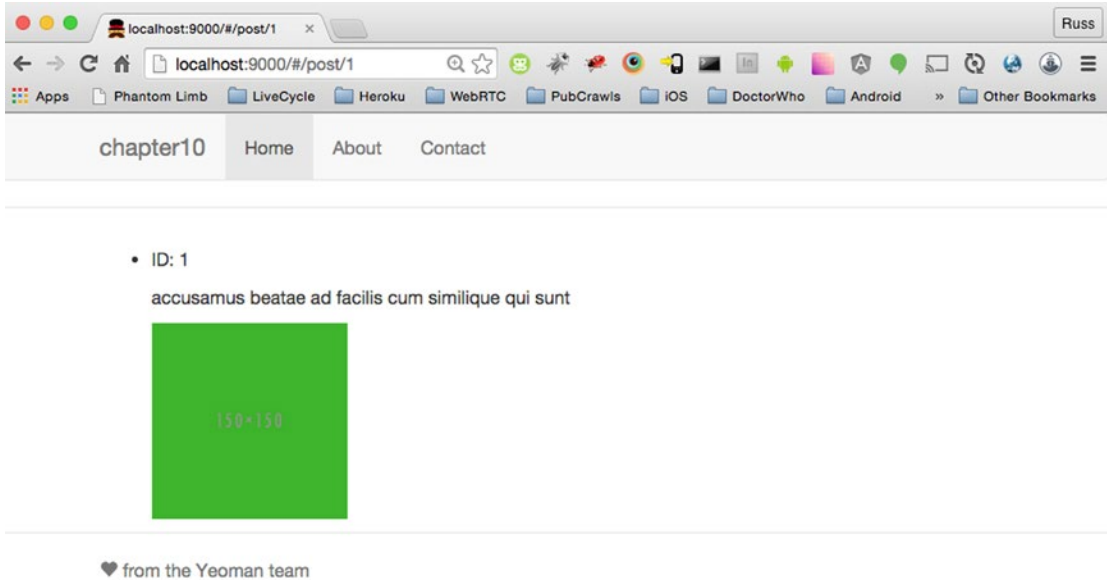 localhost:9000/#/post/1
Russ
localhost:9000/#/post/1
Apps Phantom Limb LiveCycle Heroku WebRTC PubCrawls iOS DoctorWho Android » Other Bookmarks
chapter10 Home About Contact
• ID: 1
accusamus beatae ad facilis cum similique qui sunt
150×150
♥ from the Yeoman team